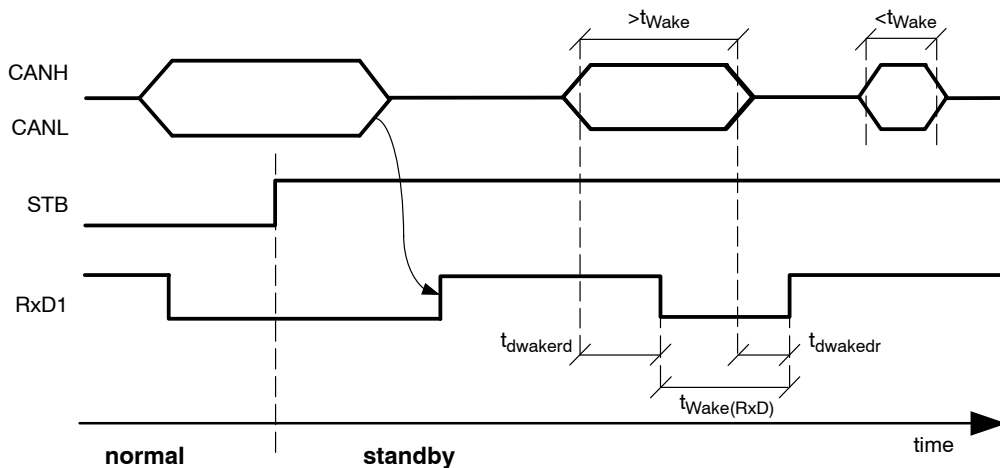 >tWake
<tWake
CANH
CANL
STB
RxD1
tdwakerd
tdwakedr
tWake(RxD)
time
normal
standby